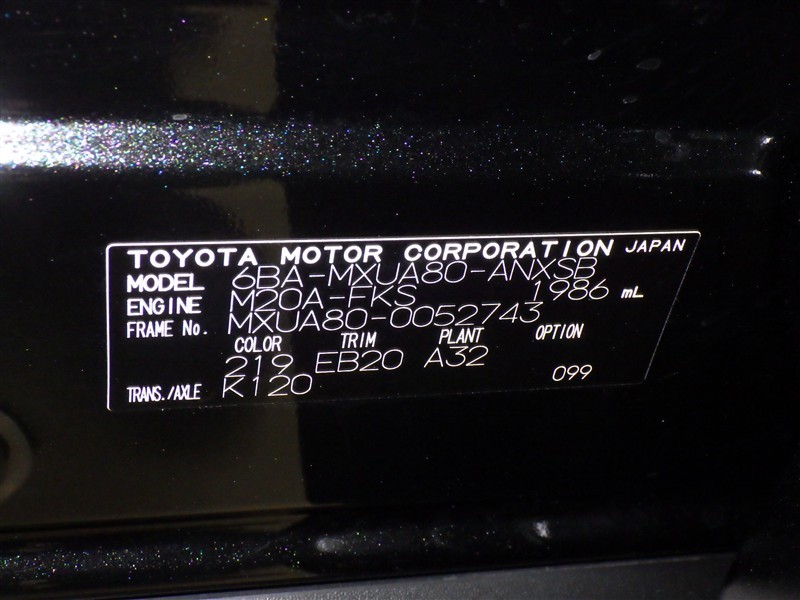 TOYOTA MOTOR CORPORATION JAPAN
MODEL 6BA-MXUA80-ANXSB
ENGINE M20A-FKS 1986 mL
FRAME No. MXUA80-0052743
COLOR TRIM PLANT OPTION
219 EB20 A32
TRANS./AXLE K120 099